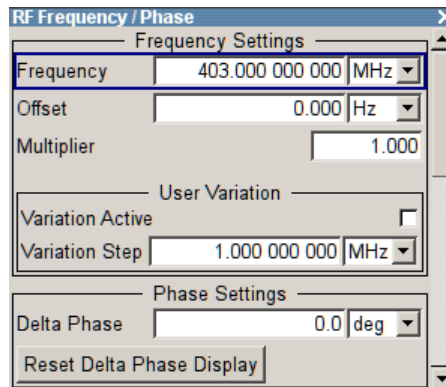 RF Frequency / Phase
Frequency Settings
Frequency 403.000 000 000 MHz
Offset 0.000 Hz
Multiplier 1.000
User Variation
Variation Active
Variation Step 1.000 000 000 MHz
Phase Settings
Delta Phase 0.0 deg
Reset Delta Phase Display